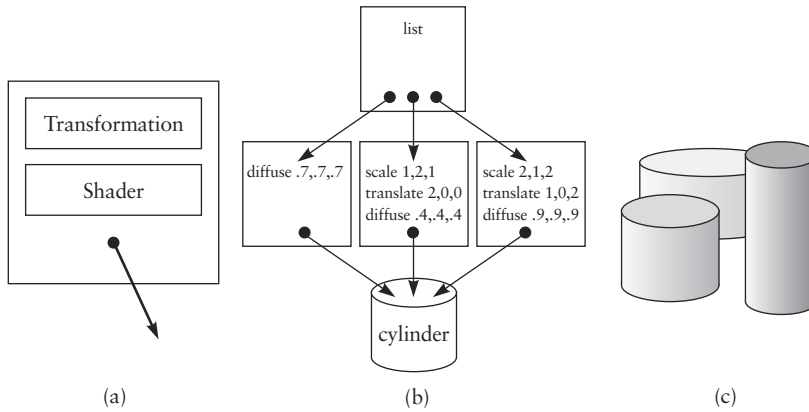 list
Transformation
Shader
diffuse .7,.7,.7
scale 1,2,1
translate 2,0,0
diffuse .4,.4,.4
scale 2,1,2
translate 1,0,2
diffuse .9,.9,.9
cylinder
(a)
(b)
(c)